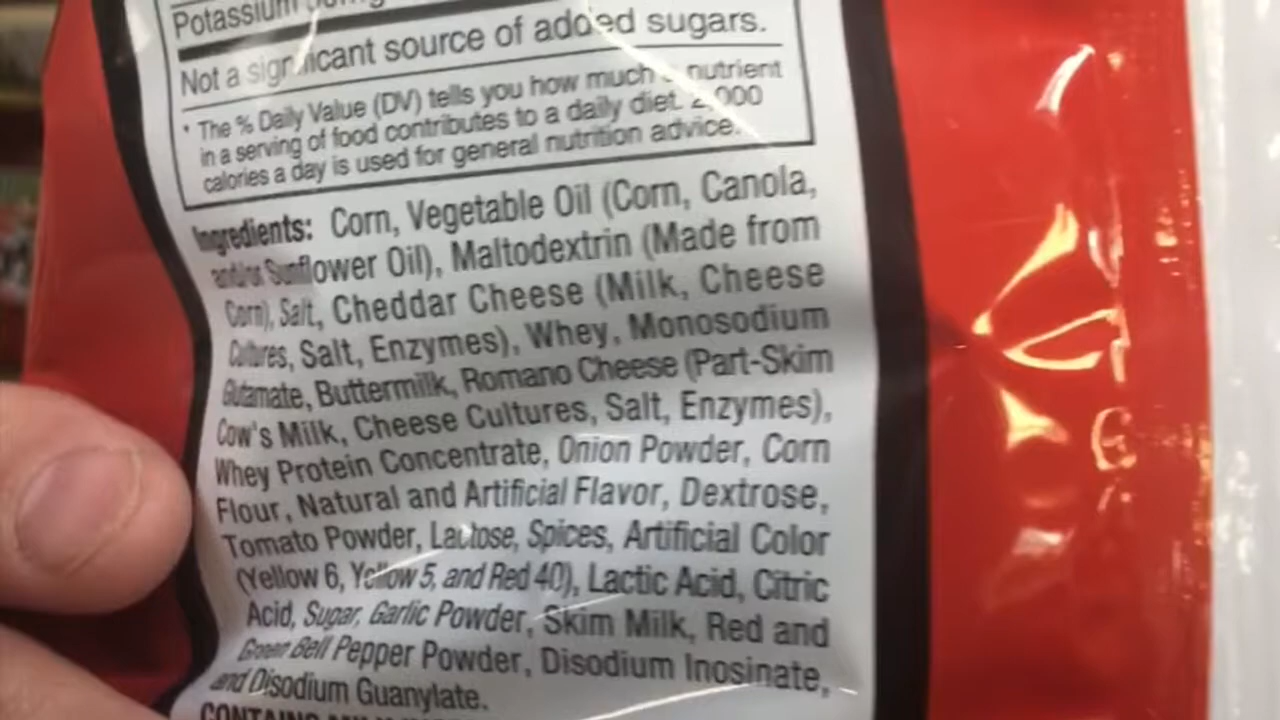 Potassium
Not a significant source of added sugars.
* The % Daily Value (DV) tells you how much a nutrient
in a serving of food contributes to a daily diet. 2,000
calories a day is used for general nutrition advice.
Ingredients: Corn, Vegetable Oil (Corn, Canola,
and/or Sunflower Oil), Maltodextrin (Made from
Corn), Salt, Cheddar Cheese (Milk, Cheese
Cultures, Salt, Enzymes), Whey, Monosodium
Glutamate, Buttermilk, Romano Cheese (Part-Skim
Cow's Milk, Cheese Cultures, Salt, Enzymes),
Whey Protein Concentrate, Onion Powder, Corn
Flour, Natural and Artificial Flavor, Dextrose,
Tomato Powder, Lactose, Spices, Artificial Color
(Yellow 6, Yellow 5, and Red 40), Lactic Acid, Citric
Acid, Sugar, Garlic Powder, Skim Milk, Red and
Green Bell Pepper Powder, Disodium Inosinate,
and Disodium Guanylate.
CONTAINS MILK